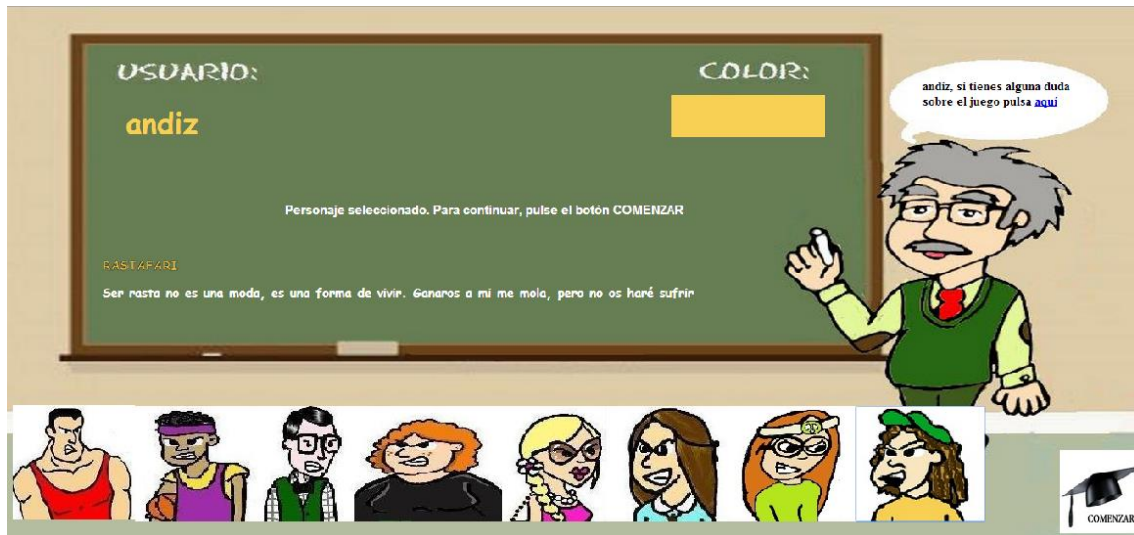 USUARIO:
COLOR:
andiz
andiz, si tienes alguna duda
sobre el juego pulsa aquí
Personaje seleccionado. Para continuar, pulse el botón COMENZAR
RASTAFARI
Ser rasta no es una moda, es una forma de vivir. Ganaros a mi me mola, pero no os haré sufrir
COMENZAR